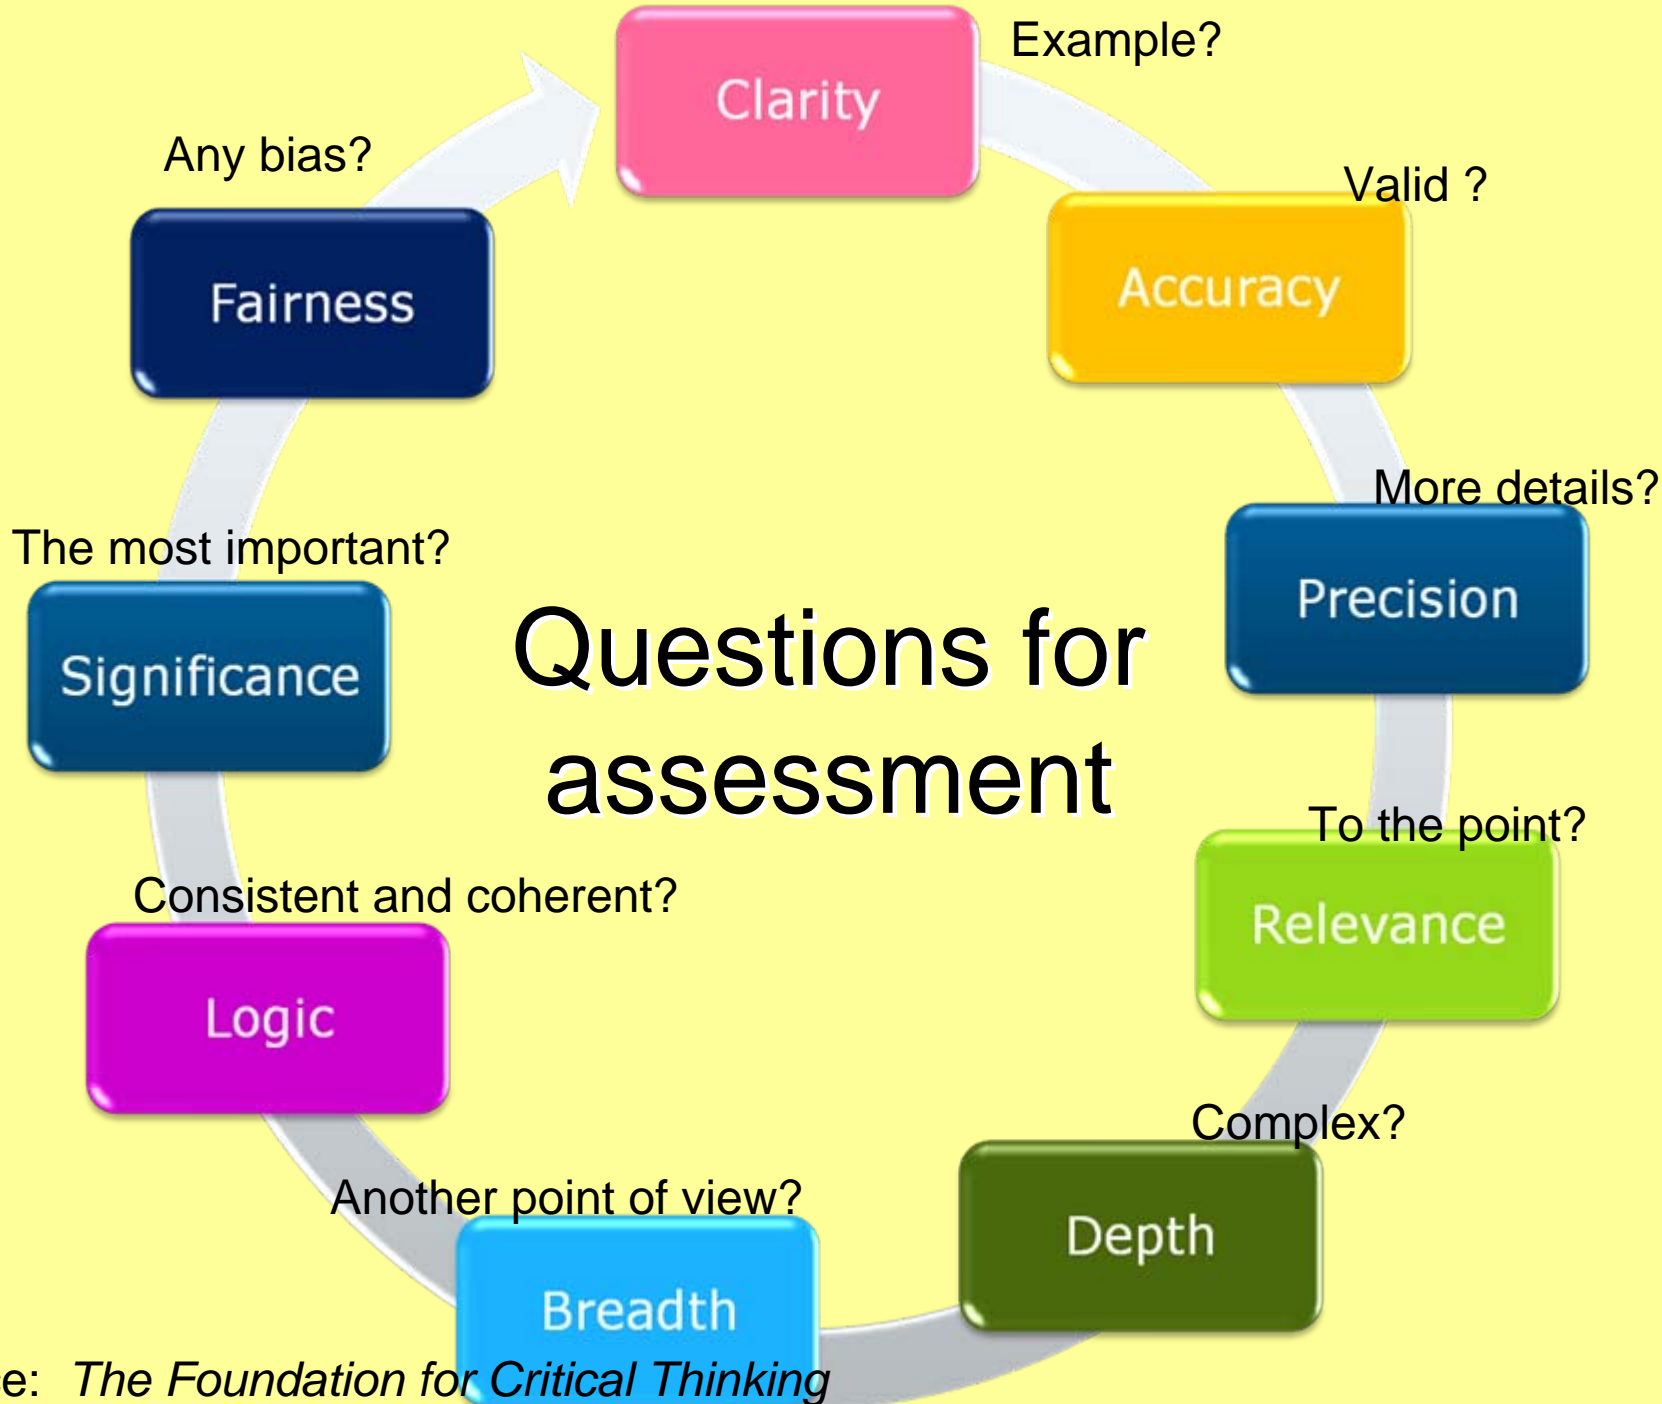 Example?
Clarity
Any bias?
Valid ?
Fairness
Accuracy
More details?
The most important?
Precision
Questions for
Significance
assessment
To the point?
Consistent and coherent?
Relevance
Logic
Complex?
Another point of view?
Depth
Breadth
The Foundation for Critical Thinking